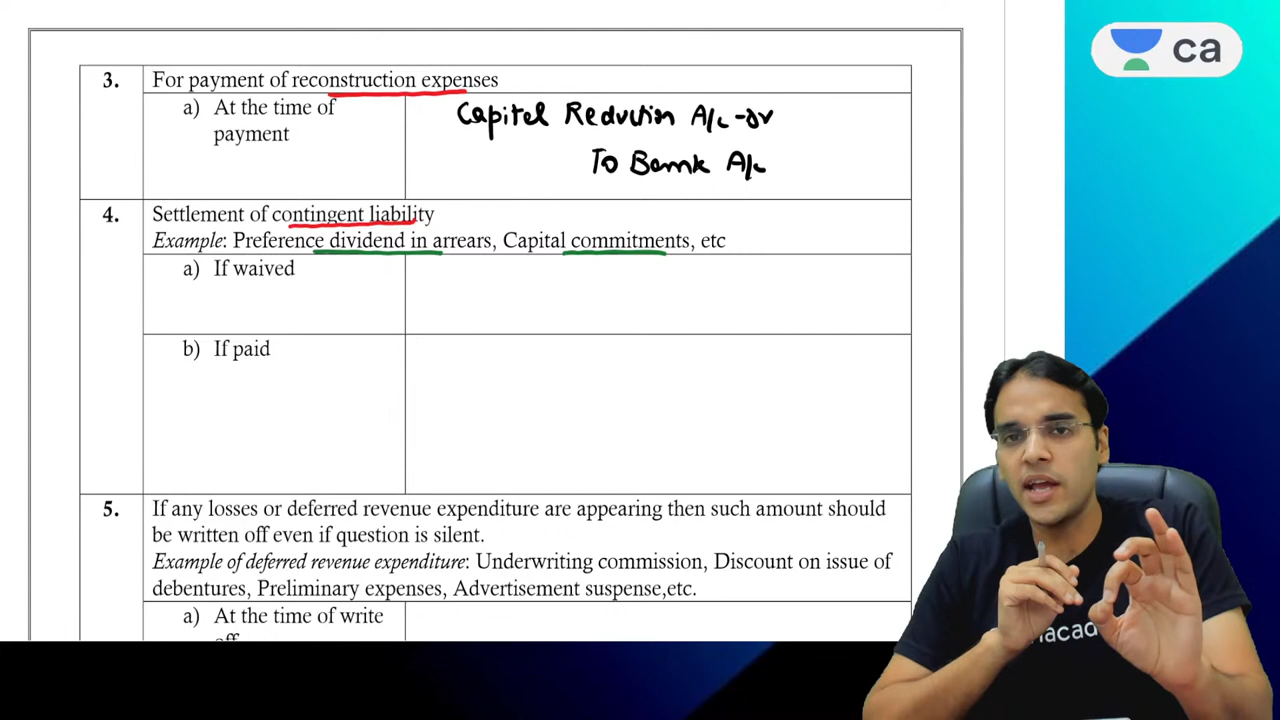 ca
3. For payment of reconstruction expenses
a) At the time of
payment
Capital Reduction A/c -Dr
To Bank A/c
4. Settlement of contingent liability
Example: Preference dividend in arrears, Capital commitments, etc
a) If waived
b) If paid
5. If any losses or deferred revenue expenditure are appearing then such amount should
be written off even if question is silent.
Example of deferred revenue expenditure: Underwriting commission, Discount on issue of
debentures, Preliminary expenses, Advertisement suspense,etc.
a) At the time of write
off